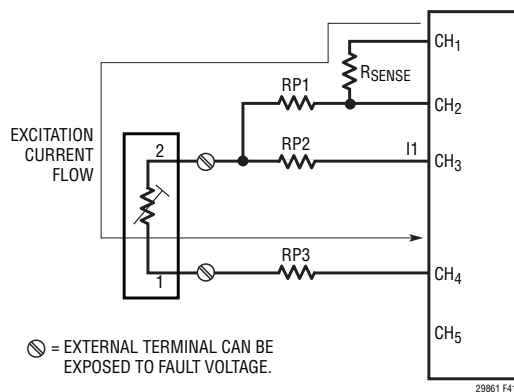 CH1
RSENSE
RP1
CH2
EXCITATION
CURRENT
FLOW
2
RP2
I1
CH3
1
RP3
CH4
CH5
= EXTERNAL TERMINAL CAN BE
EXPOSED TO FAULT VOLTAGE.
29861 F41